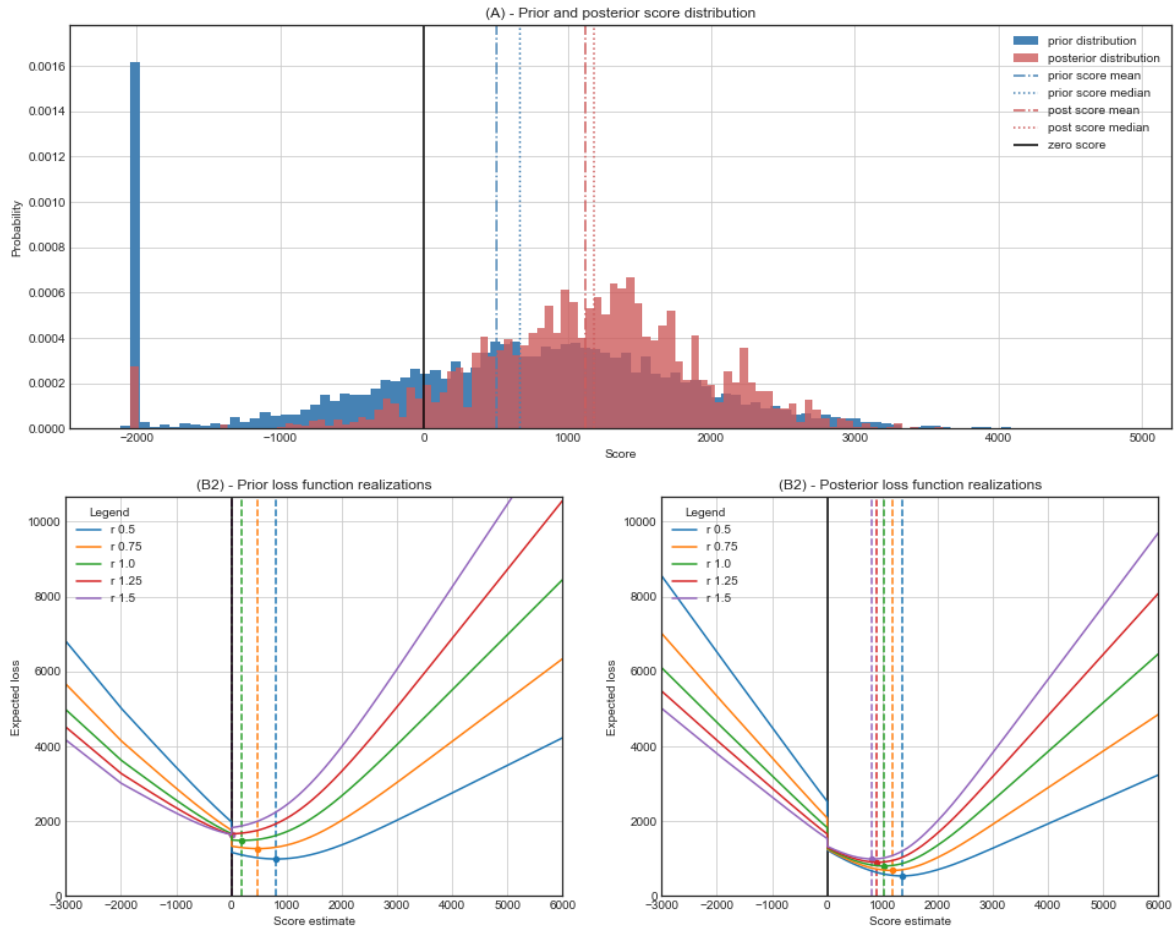 (A) - Prior and posterior score distribution
prior distribution
posterior distribution
prior score mean
prior score median
post score mean
post score median
zero score
0.0016
0.0014
0.0012
0.0010
0.0008
0.0006
0.0004
0.0002
0.0000
Probability
−2000 −1000 0 1000 2000 3000 4000 5000
Score
(B2) - Prior loss function realizations
Legend
r 0.5
r 0.75
r 1.0
r 1.25
r 1.5
10000
8000
6000
4000
2000
0
Expected loss
−3000 −2000 −1000 0 1000 2000 3000 4000 5000 6000
Score estimate
(B2) - Posterior loss function realizations
Legend
r 0.5
r 0.75
r 1.0
r 1.25
r 1.5
10000
8000
6000
4000
2000
0
Expected loss
−3000 −2000 −1000 0 1000 2000 3000 4000 5000 6000
Score estimate